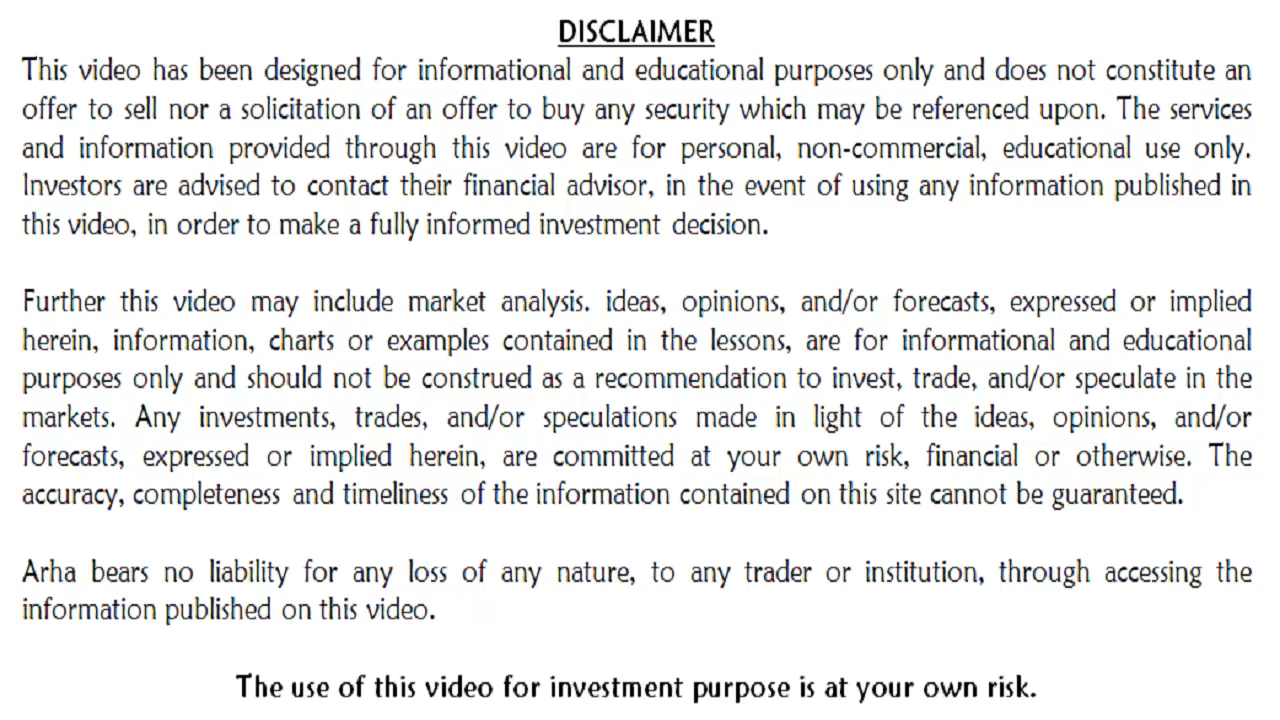 DISCLAIMER
This video has been designed for informational and educational purposes only and does not constitute an
offer to sell nor a solicitation of an offer to buy any security which may be referenced upon. The services
and information provided through this video are for personal, non-commercial, educational use only.
Investors are advised to contact their financial advisor, in the event of using any information published in
this video, in order to make a fully informed investment decision.
Further this video may include market analysis. ideas, opinions, and/or forecasts, expressed or implied
herein, information, charts or examples contained in the lessons, are for informational and educational
purposes only and should not be construed as a recommendation to invest, trade, and/or speculate in the
markets. Any investments, trades, and/or speculations made in light of the ideas, opinions, and/or
forecasts, expressed or implied herein, are committed at your own risk, financial or otherwise. The
accuracy, completeness and timeliness of the information contained on this site cannot be guaranteed.
Arha bears no liability for any loss of any nature, to any trader or institution, through accessing the
information published on this video.
The use of this video for investment purpose is at your own risk.